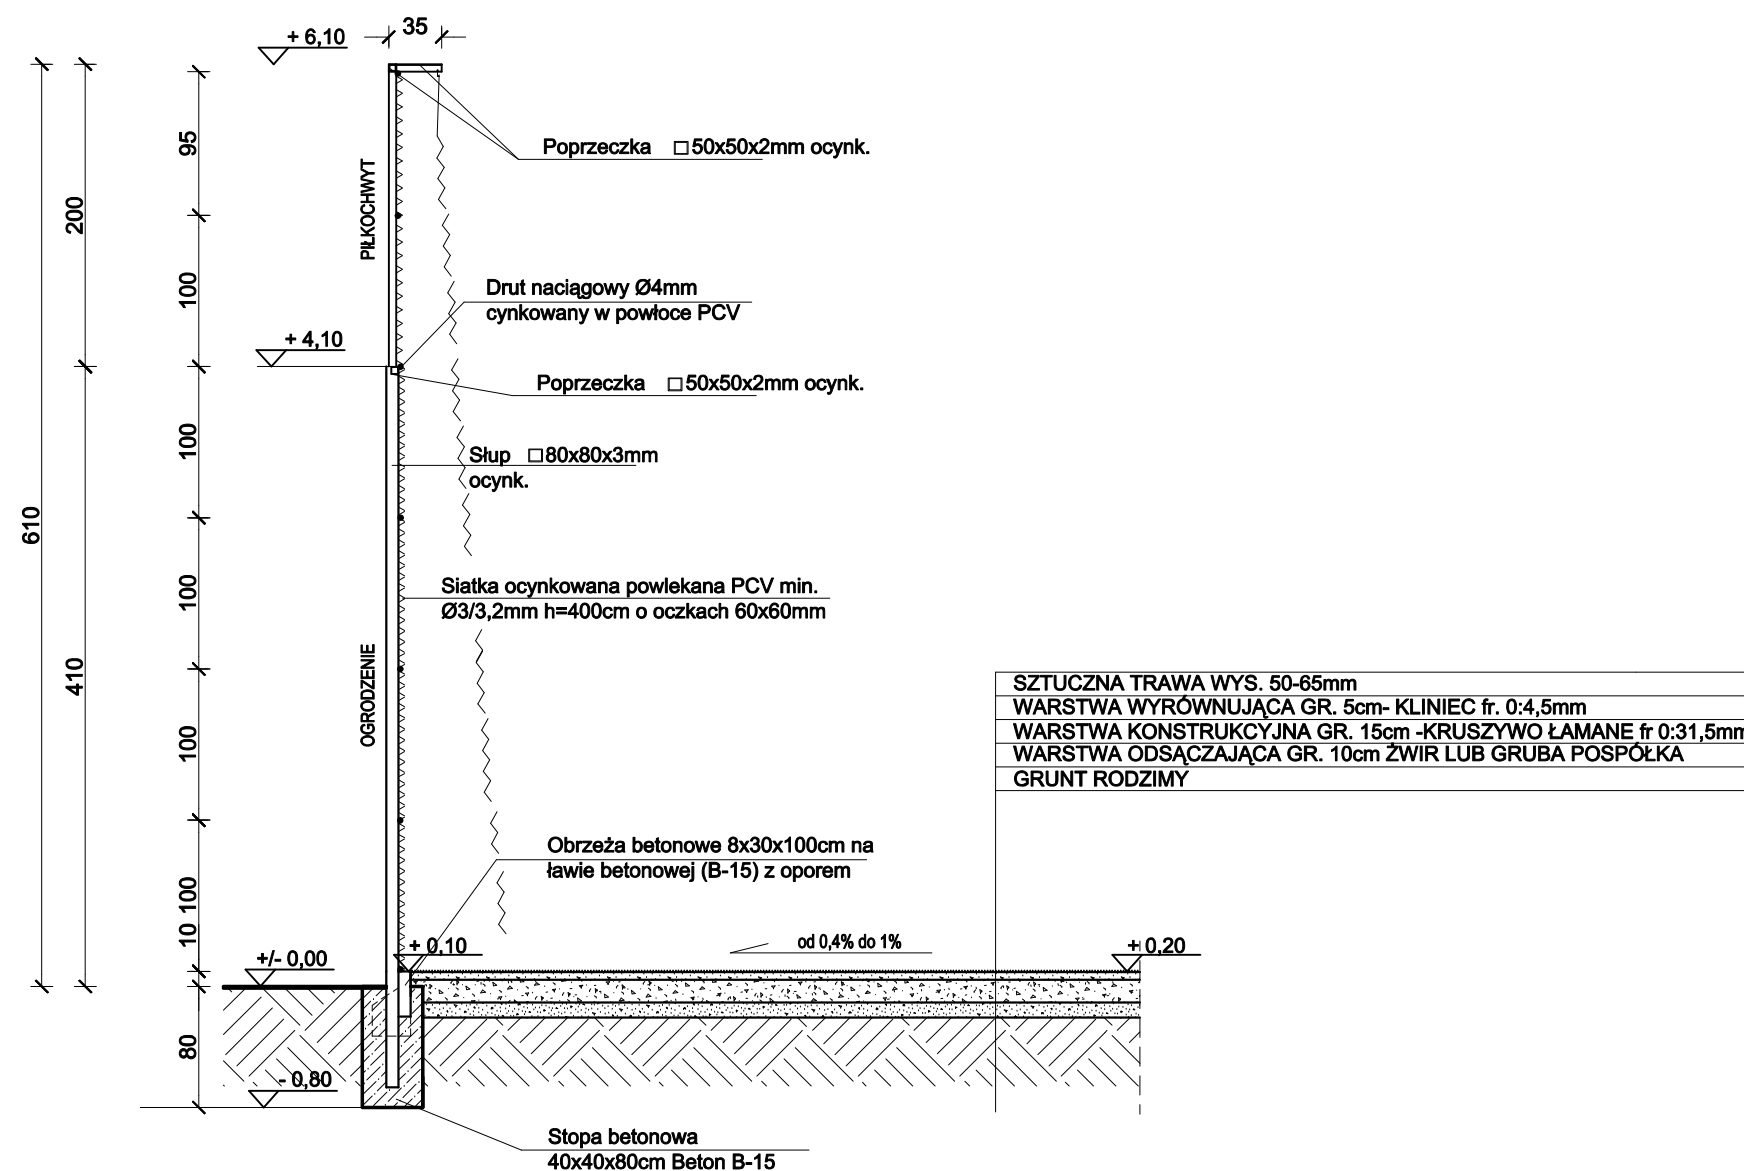 + 6,10
35
95
Poprzeczka □ 50x50x2mm ocynk.
PIŁKOCHWYT
200
100
Drut naciągowy Ø4mm
cynkowany w powłoce PCV
+ 4,10
Poprzeczka □ 50x50x2mm ocynk.
100
Słup □ 80x80x3mm
ocynk.
610
100
Siatka ocynkowana powlekana PCV min.
Ø3/3,2mm h=400cm o oczkach 60x60mm
410
OGRODZENIE
100
SZTUCZNA TRAWA WYS. 50-65mm
WARSTWA WYRÓWNUJĄCA GR. 5cm- KLINIEC fr. 0:4,5mm
WARSTWA KONSTRUKCYJNA GR. 15cm -KRUSZYWO ŁAMANE fr 0:31,5mm
WARSTWA ODSĄCZAJĄCA GR. 10cm ŻWIR LUB GRUBA POSPÓŁKA
GRUNT RODZIMY
Obrzeża betonowe 8x30x100cm na
ławie betonowej (B-15) z oporem
100
10
+/- 0,00
+ 0,10
od 0,4% do 1%
+ 0,20
80
- 0,80
Stopa betonowa
40x40x80cm Beton B-15